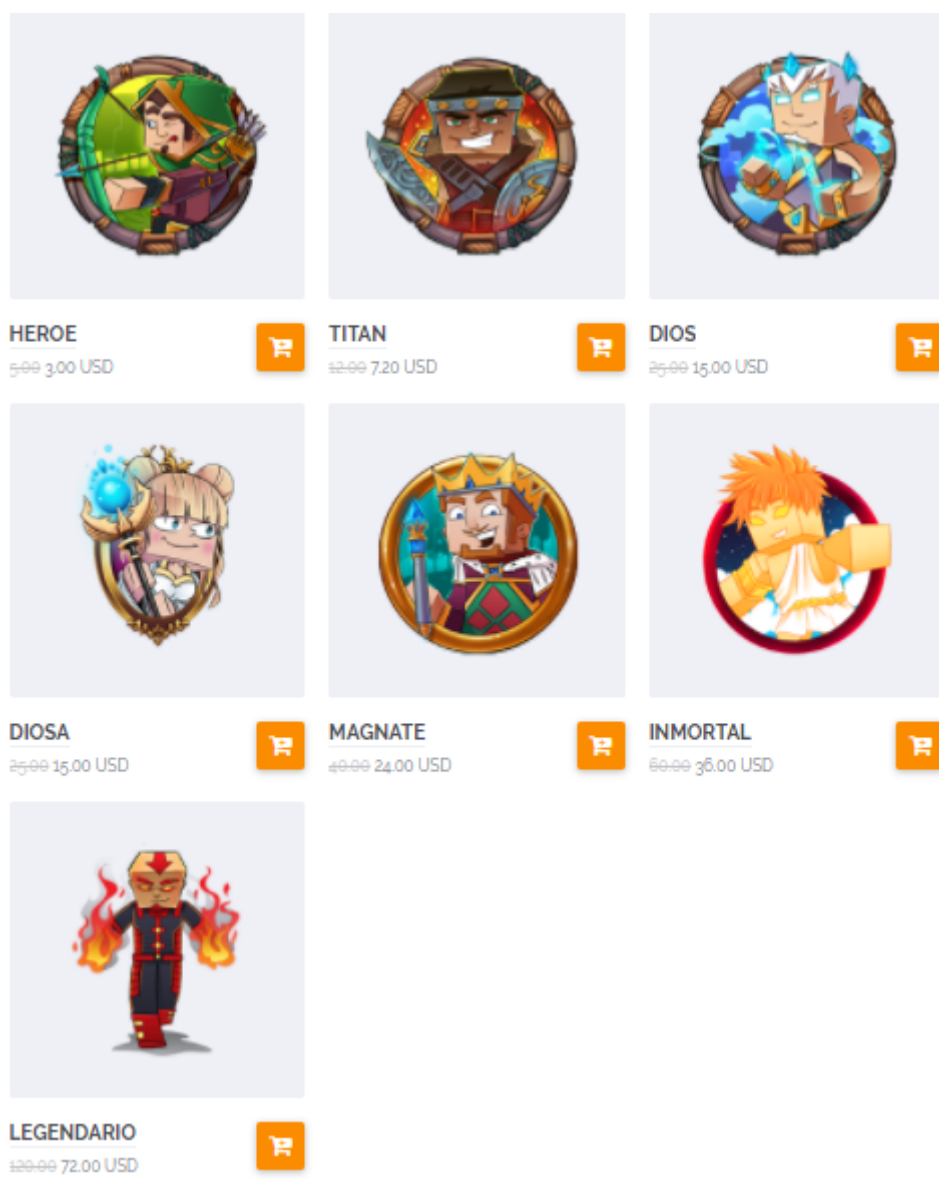 HEROE
5.00 3.00 USD
TITAN
12.00 7.20 USD
DIOS
25.00 15.00 USD
DIOSA
25.00 15.00 USD
MAGNATE
40.00 24.00 USD
INMORTAL
60.00 36.00 USD
LEGENDARIO
120.00 72.00 USD